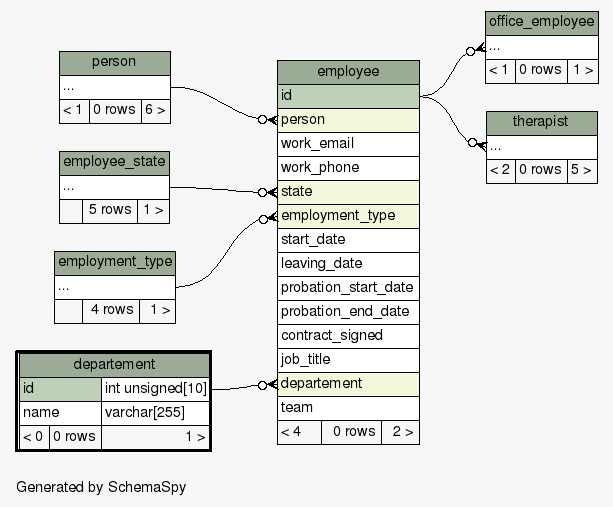 person
...
< 1 0 rows 6 >
employee_state
...
5 rows 1 >
employment_type
...
4 rows 1 >
departement
id int unsigned[10]
name varchar[255]
< 0 0 rows 1 >
employee
id
person
work_email
work_phone
state
employment_type
start_date
leaving_date
probation_start_date
probation_end_date
contract_signed
job_title
departement
team
< 4 0 rows 2 >
office_employee
...
< 1 0 rows 1 >
therapist
...
< 2 0 rows 5 >
Generated by SchemaSpy